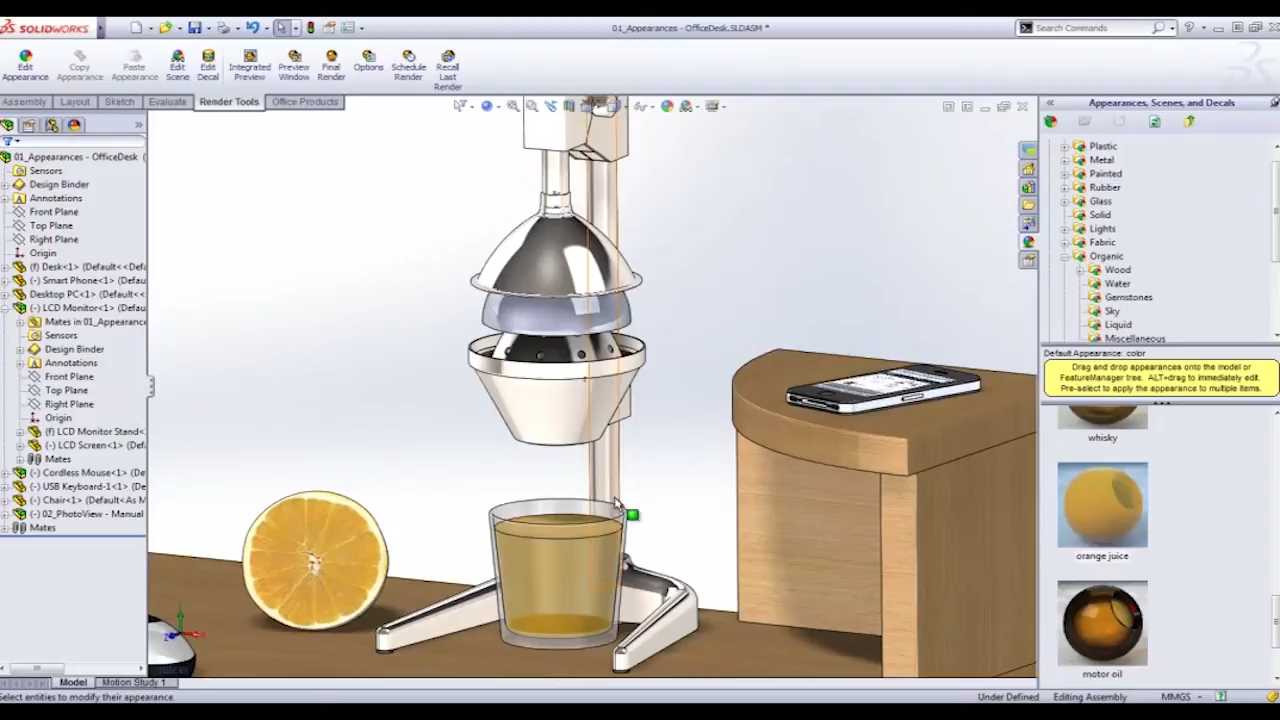 SOLIDWORKS
01_Appearances - OfficeDesk.SLDASM *
Search Commands
Edit Appearance
Copy Appearance
Paste Appearance
Edit Scene
Edit Decal
Integrated Preview
Preview Window
Final Render
Options
Schedule Render
Recall Last Render
Assembly
Layout
Sketch
Evaluate
Render Tools
Office Products
01_Appearances - OfficeDesk (
Sensors
Design Binder
Annotations
Front Plane
Top Plane
Right Plane
Origin
(f) Desk<1> (Default<<Defa
(-) Smart Phone<1> (Defaul
Desktop PC<1> (Default<<
(-) LCD Monitor<1> (Defau
Mates in 01_Appearance
Sensors
Design Binder
Annotations
Front Plane
Top Plane
Right Plane
Origin
(f) LCD Monitor Stand<
(-) LCD Screen<1> (Def
Mates
(-) Cordless Mouse<1> (De
(-) USB Keyboard-1<1> (De
(-) Chair<1> (Default<As M
(-) 02_PhotoView - Manual
Mates
Model
Motion Study 1
Select entities to modify their appearance
Appearances, Scenes, and Decals
Plastic
Metal
Painted
Rubber
Glass
Solid
Lights
Fabric
Organic
Wood
Water
Gemstones
Sky
Liquid
Miscellaneous
Default Appearance: color
Drag and drop appearances onto the model or
FeatureManager tree. ALT+drag to immediately edit.
Pre-select to apply the appearance to multiple items.
whisky
orange juice
motor oil
Under Defined
Editing Assembly
MMGS